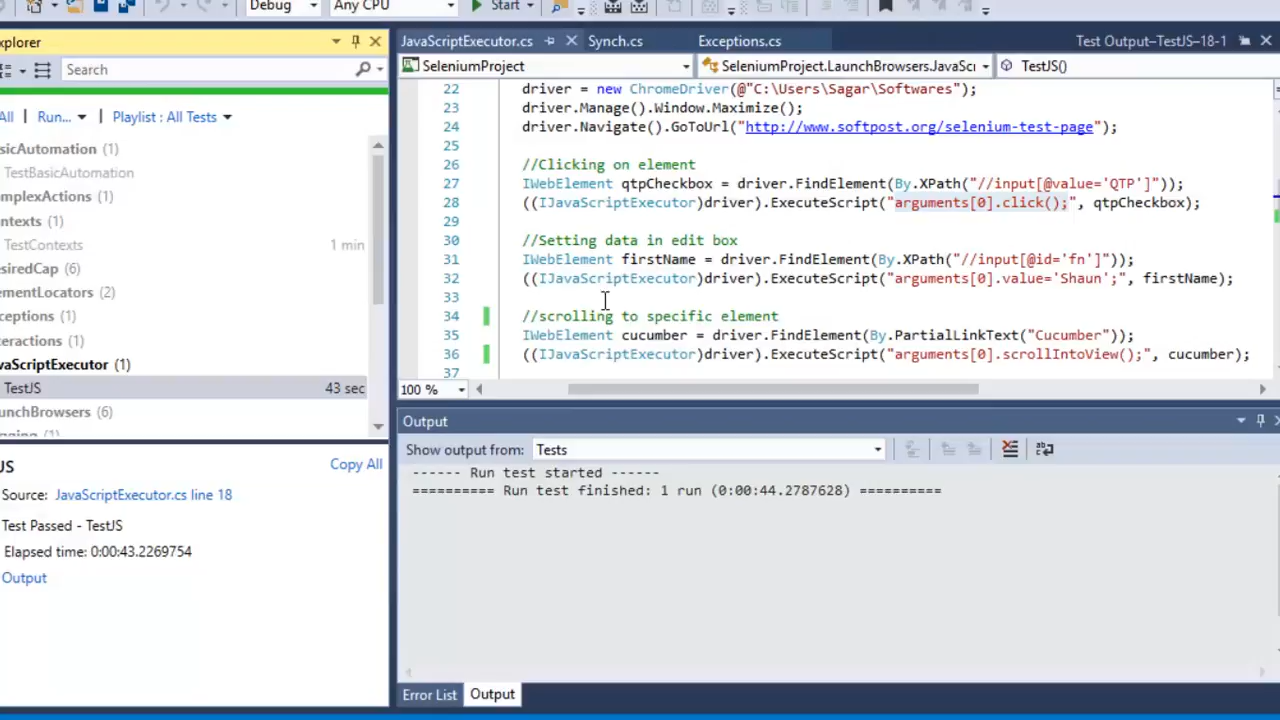 Debug
Any CPU
Start
xplorer
Search
All
Run...
Playlist : All Tests
asicAutomation (1)
TestBasicAutomation
omplexActions (1)
ontexts (1)
TestContexts 1 min
esiredCap (6)
ementLocators (2)
ceptions (1)
teractions (1)
vaScriptExecutor (1)
TestJS 43 sec
unchBrowsers (6)
JS
Copy All
Source: JavaScriptExecutor.cs line 18
Test Passed - TestJS
Elapsed time: 0:00:43.2269754
Output
JavaScriptExecutor.cs
Synch.cs
Exceptions.cs
Test Output–TestJS–18-1
SeleniumProject
SeleniumProject.LaunchBrowsers.JavaScı
TestJS()
22 driver = new ChromeDriver(@"C:\Users\Sagar\Softwares");
23 driver.Manage().Window.Maximize();
24 driver.Navigate().GoToUrl("http://www.softpost.org/selenium-test-page");
25
26 //Clicking on element
27 IWebElement qtpCheckbox = driver.FindElement(By.XPath("//input[@value='QTP']"));
28 ((IJavaScriptExecutor)driver).ExecuteScript("arguments[0].click();", qtpCheckbox);
29
30 //Setting data in edit box
31 IWebElement firstName = driver.FindElement(By.XPath("//input[@id='fn']"));
32 ((IJavaScriptExecutor)driver).ExecuteScript("arguments[0].value='Shaun';", firstName);
33
34 //scrolling to specific element
35 IWebElement cucumber = driver.FindElement(By.PartialLinkText("Cucumber"));
36 ((IJavaScriptExecutor)driver).ExecuteScript("arguments[0].scrollIntoView();", cucumber);
37
100 %
Output
Show output from: Tests
------ Run test started ------
========== Run test finished: 1 run (0:00:44.2787628) ==========
Error List
Output